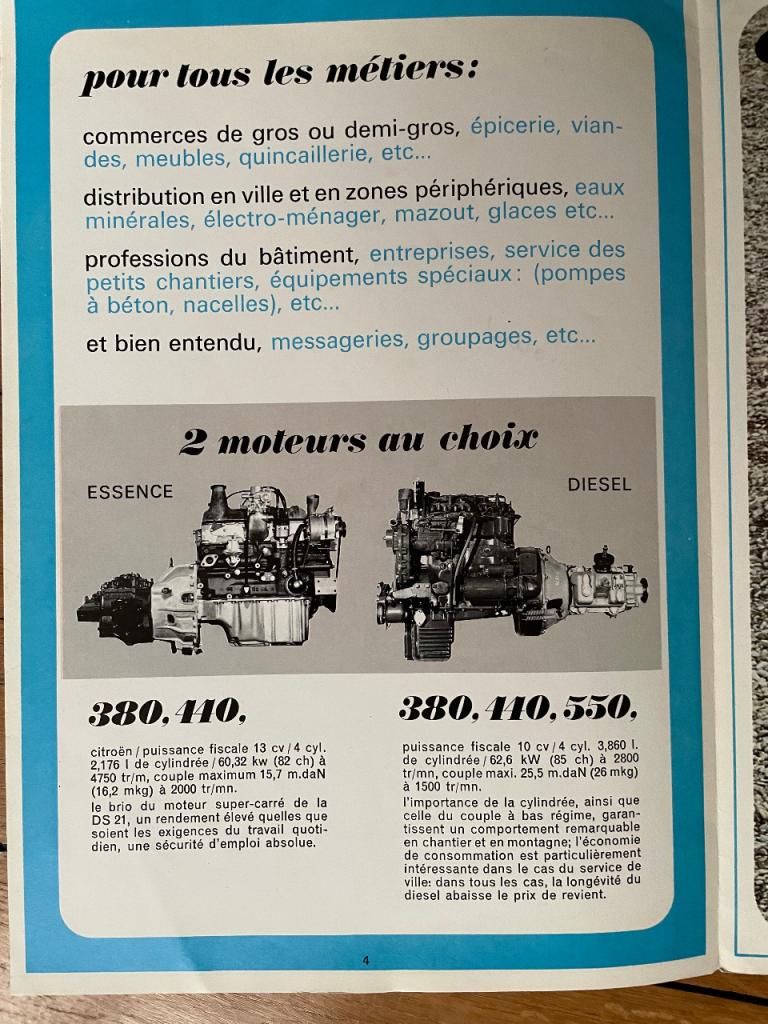 pour tous les métiers:
commerces de gros ou demi-gros, épicerie, vian-
des, meubles, quincaillerie, etc...
distribution en ville et en zones périphériques, eaux
minérales, électro-ménager, mazout, glaces etc...
professions du bâtiment, entreprises, service des
petits chantiers, équipements spéciaux: (pompes
à béton, nacelles), etc...
et bien entendu, messageries, groupages, etc...
2 moteurs au choix
ESSENCE
DIESEL
380, 440,
citroën/puissance fiscale 13 cv/4 cyl.
2,176 l de cylindrée/60,32 kw (82 ch) à
4750 tr/m, couple maximum 15,7 m.daN
(16,2 mkg) à 2000 tr/mn.
le brio du moteur super-carré de la
DS 21, un rendement élevé quelles que
soient les exigences du travail quoti-
dien, une sécurité d'emploi absolue.
380, 440, 550,
puissance fiscale 10 cv/4 cyl. 3,860 l.
de cylindrée/62,6 kW (85 ch) à 2800
tr/mn, couple maxi. 25,5 m.daN (26 mkg)
à 1500 tr/mn.
l'importance de la cylindrée, ainsi que
celle du couple à bas régime, garan-
tissent un comportement remarquable
en chantier et en montagne; l'économie
de consommation est particulièrement
intéressante dans le cas du service de
ville: dans tous les cas, la longévité du
diesel abaisse le prix de revient.
4